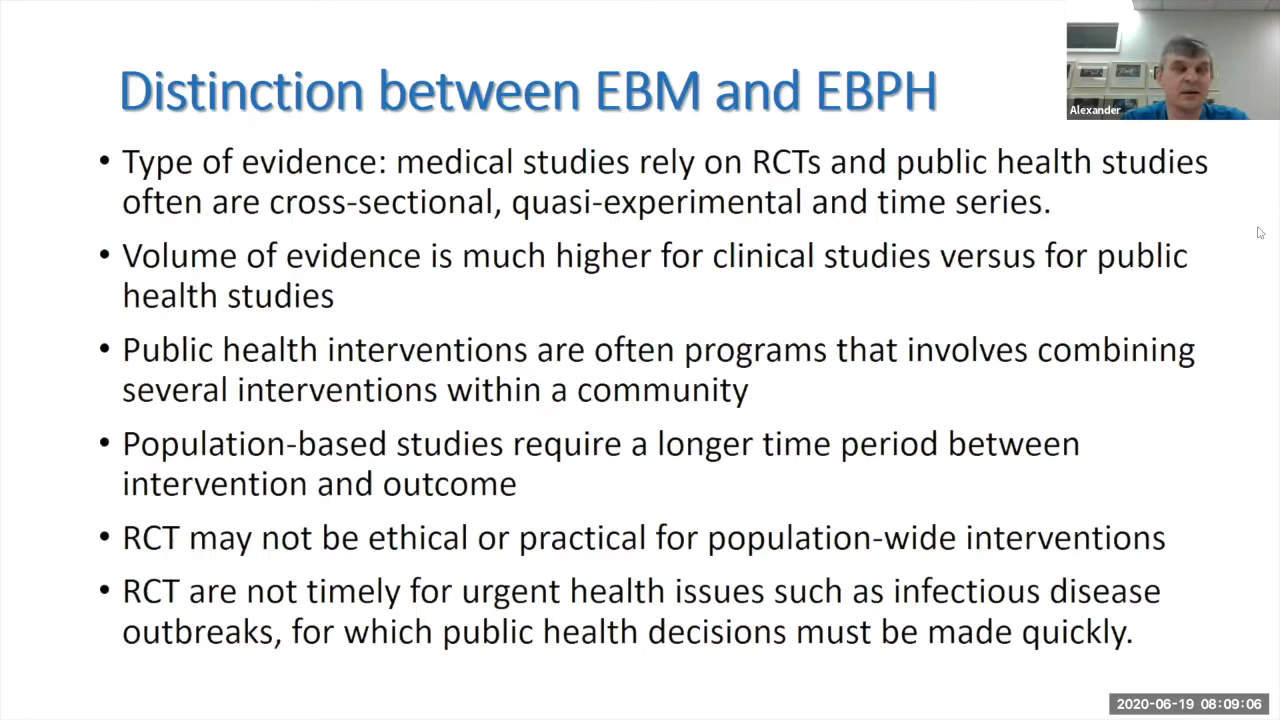 Distinction between EBM and EBPH
Alexander
• Type of evidence: medical studies rely on RCTs and public health studies
often are cross-sectional, quasi-experimental and time series.
• Volume of evidence is much higher for clinical studies versus for public
health studies
• Public health interventions are often programs that involves combining
several interventions within a community
• Population-based studies require a longer time period between
intervention and outcome
• RCT may not be ethical or practical for population-wide interventions
• RCT are not timely for urgent health issues such as infectious disease
outbreaks, for which public health decisions must be made quickly.
2020-06-19 08:09:06